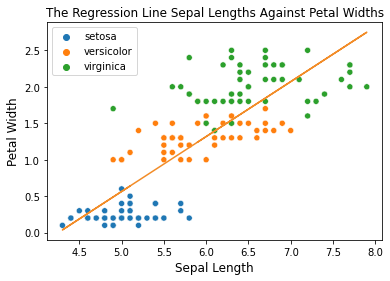 The Regression Line Sepal Lengths Against Petal Widths
setosa
versicolor
virginica
Petal Width
2.5
2.0
1.5
1.0
0.5
0.0
4.5 5.0 5.5 6.0 6.5 7.0 7.5 8.0
Sepal Length